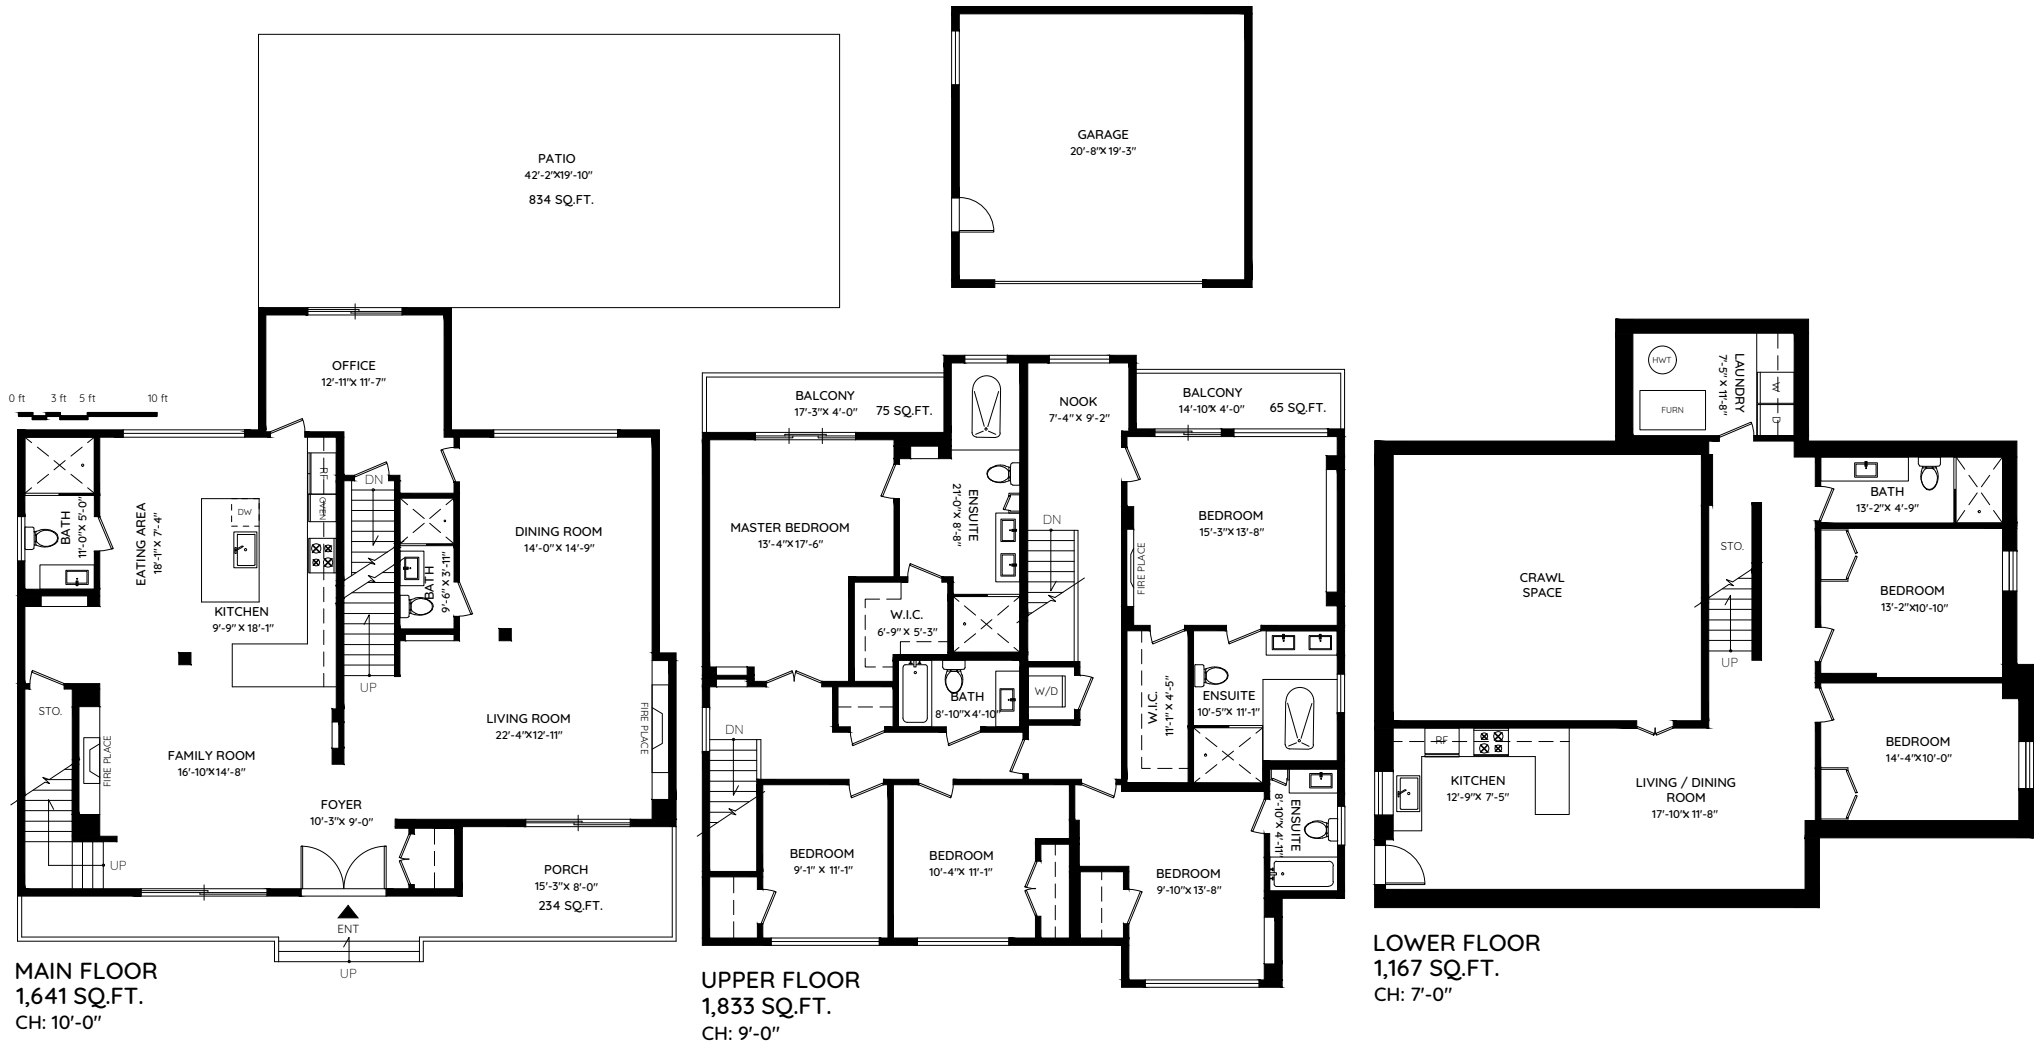 PATIO
42'-2"X19'-10"
834 SQ.FT.
GARAGE
20'-8"X 19'-3"
0 ft 3 ft 5 ft 10 ft
OFFICE
12'-11"X 11'-7"
BATH
11'-0"X 5'-0"
EATING AREA
18'-1"X 7'-4"
RF
OVEN
DW
KITCHEN
9'-9"X 18'-1"
DN
UP
BATH
9'-6"X 3'-11"
DINING ROOM
14'-0"X 14'-9"
LIVING ROOM
22'-4"X12'-11"
FIRE PLACE
STO.
FIRE PLACE
FAMILY ROOM
16'-10"X14'-8"
FOYER
10'-3"X 9'-0"
UP
PORCH
15'-3"X 8'-0"
234 SQ.FT.
ENT
UP
MAIN FLOOR
1,641 SQ.FT.
CH: 10'-0"
BALCONY
17'-3"X 4'-0"
75 SQ.FT.
NOOK
7'-4"X 9'-2"
BALCONY
14'-10"X 4'-0"
65 SQ.FT.
MASTER BEDROOM
13'-4"X17'-6"
ENSUITE
21'-0"X 8'-8"
DN
BEDROOM
15'-3"X 13'-8"
FIRE PLACE
W.I.C.
6'-9"X 5'-3"
BATH
8'-10"X4'-10"
W/D
W.I.C.
11'-1"X 4'-5"
ENSUITE
10'-5"X 11'-1"
DN
BEDROOM
9'-1" X 11'-1"
BEDROOM
10'-4"X 11'-1"
BEDROOM
9'-10"X13'-8"
ENSUITE
8'-10"X 4'-11"
UPPER FLOOR
1,833 SQ.FT.
CH: 9'-0"
HWT
FURN
LAUNDRY
7'-5"X 11'-8"
W
D
CRAWL
SPACE
STO.
UP
BATH
13'-2"X 4'-9"
BEDROOM
13'-2"X10'-10"
BEDROOM
14'-4"X10'-0"
RF
KITCHEN
12'-9"X 7'-5"
LIVING / DINING
ROOM
17'-10"X 11'-8"
LOWER FLOOR
1,167 SQ.FT.
CH: 7'-0"